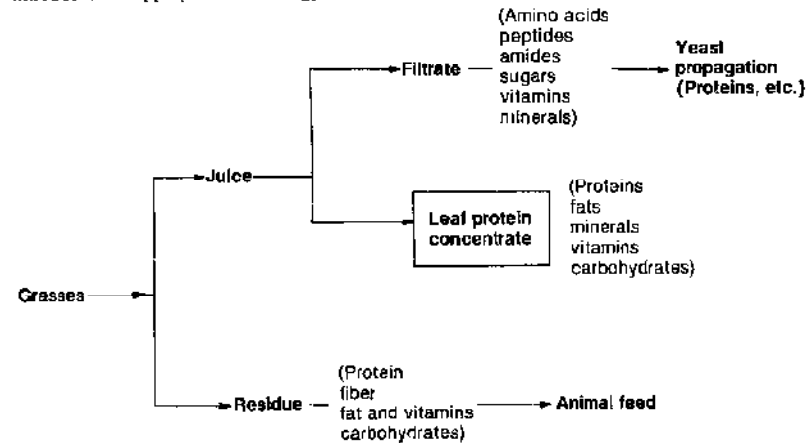 (Amino acids
peptides
amides
sugars
vitamins
minerals)
Filtrate
Yeast
propagation
(Proteins, etc.)
Juice
Leaf protein
concentrate
(Proteins
fats
minerals
vitamins
carbohydrates)
Grasses
Residue
(Protein
fiber
fat and vitamins
carbohydrates)
Animal feed